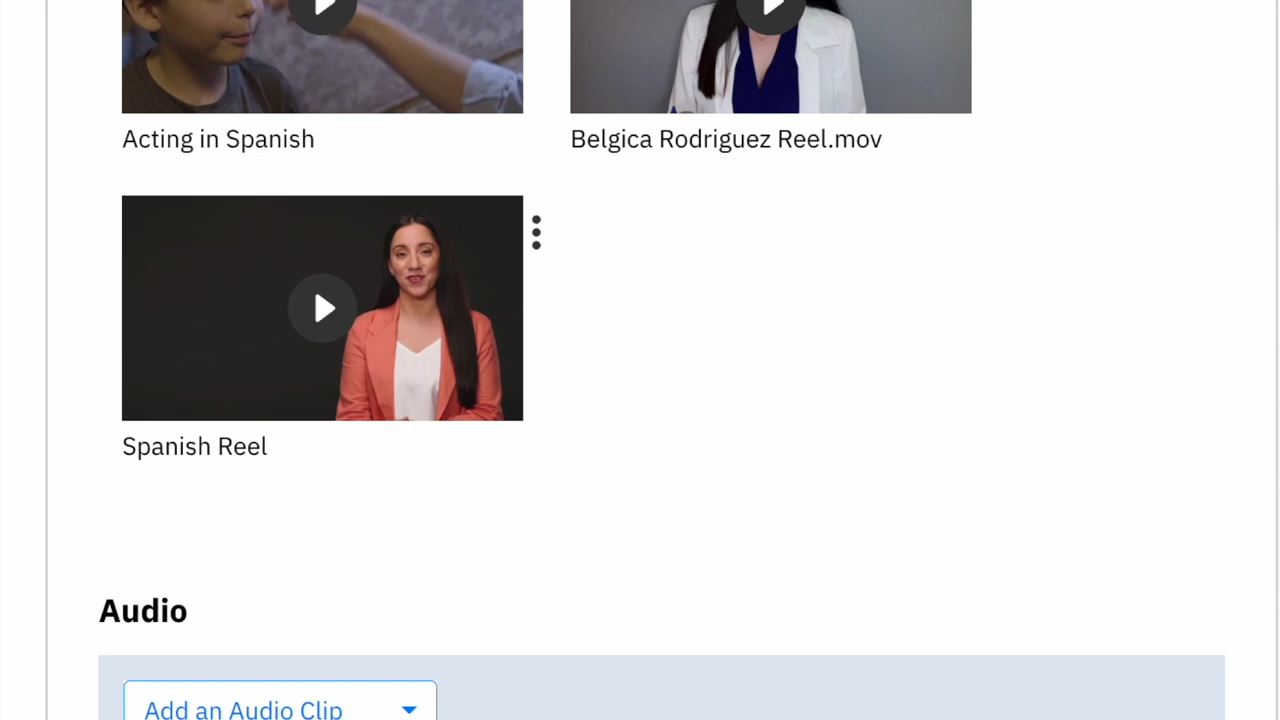 Acting in Spanish
Belgica Rodriguez Reel.mov
Spanish Reel
Audio
Add an Audio Clip